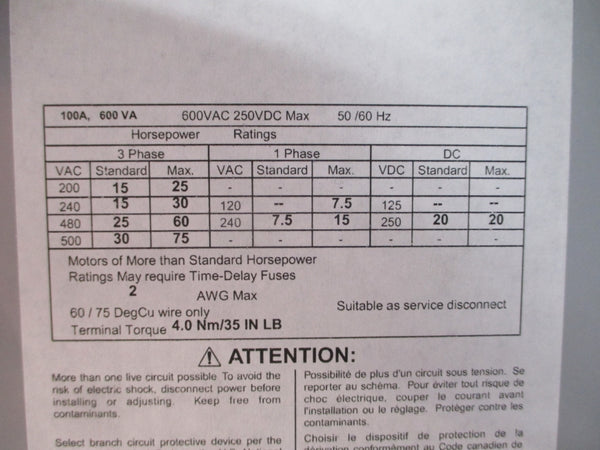 100A, 600 VA 600VAC 250VDC Max 50 /60 Hz
Horsepower Ratings
3 Phase 1 Phase DC
VAC Standard Max. VAC Standard Max. VDC Standard Max.
200 15 25 - - - - - -
240 15 30 120 -- 7.5 125 -- --
480 25 60 240 7.5 15 250 20 20
500 30 75 - - - - - -
Motors of More than Standard Horsepower
Ratings May require Time-Delay Fuses
2 AWG Max
60 / 75 DegCu wire only Suitable as service disconnect
Terminal Torque 4.0 Nm/35 IN LB
ATTENTION:
More than one live circuit possible To avoid the
risk of electric shock, disconnect power before
installing or adjusting. Keep free from
contaminants.
Select branch circuit protective device per the
Possibilité de plus d'un circuit sous tension. Se
reporter au schéma. Pour éviter tout risque de
choc électrique, couper le courant avant
l'installation ou le réglage. Protéger contre les
contaminants.
Choisir le dispositif de protection de la
dérivation conformément au Code canadien de